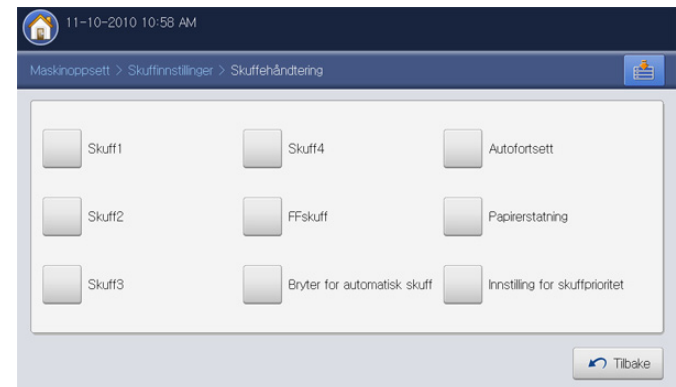 11-10-2010 10:58 AM
Maskinoppsett > Skuffinnstillinger > Skuffehåndtering
Skuff1
Skuff4
Autofortsett
Skuff2
FFskuff
Papirerstatning
Skuff3
Bryter for automatisk skuff
Innstilling for skuffprioritet
Tilbake